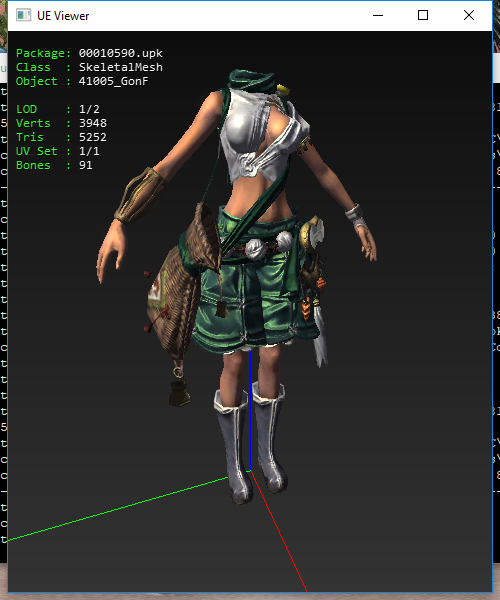 UE Viewer
Package: 00010590.upk
Class : SkeletalMesh
Object : 41005_GonF
LOD : 1/2
Verts : 3948
Tris : 5252
UV Set : 1/1
Bones : 91